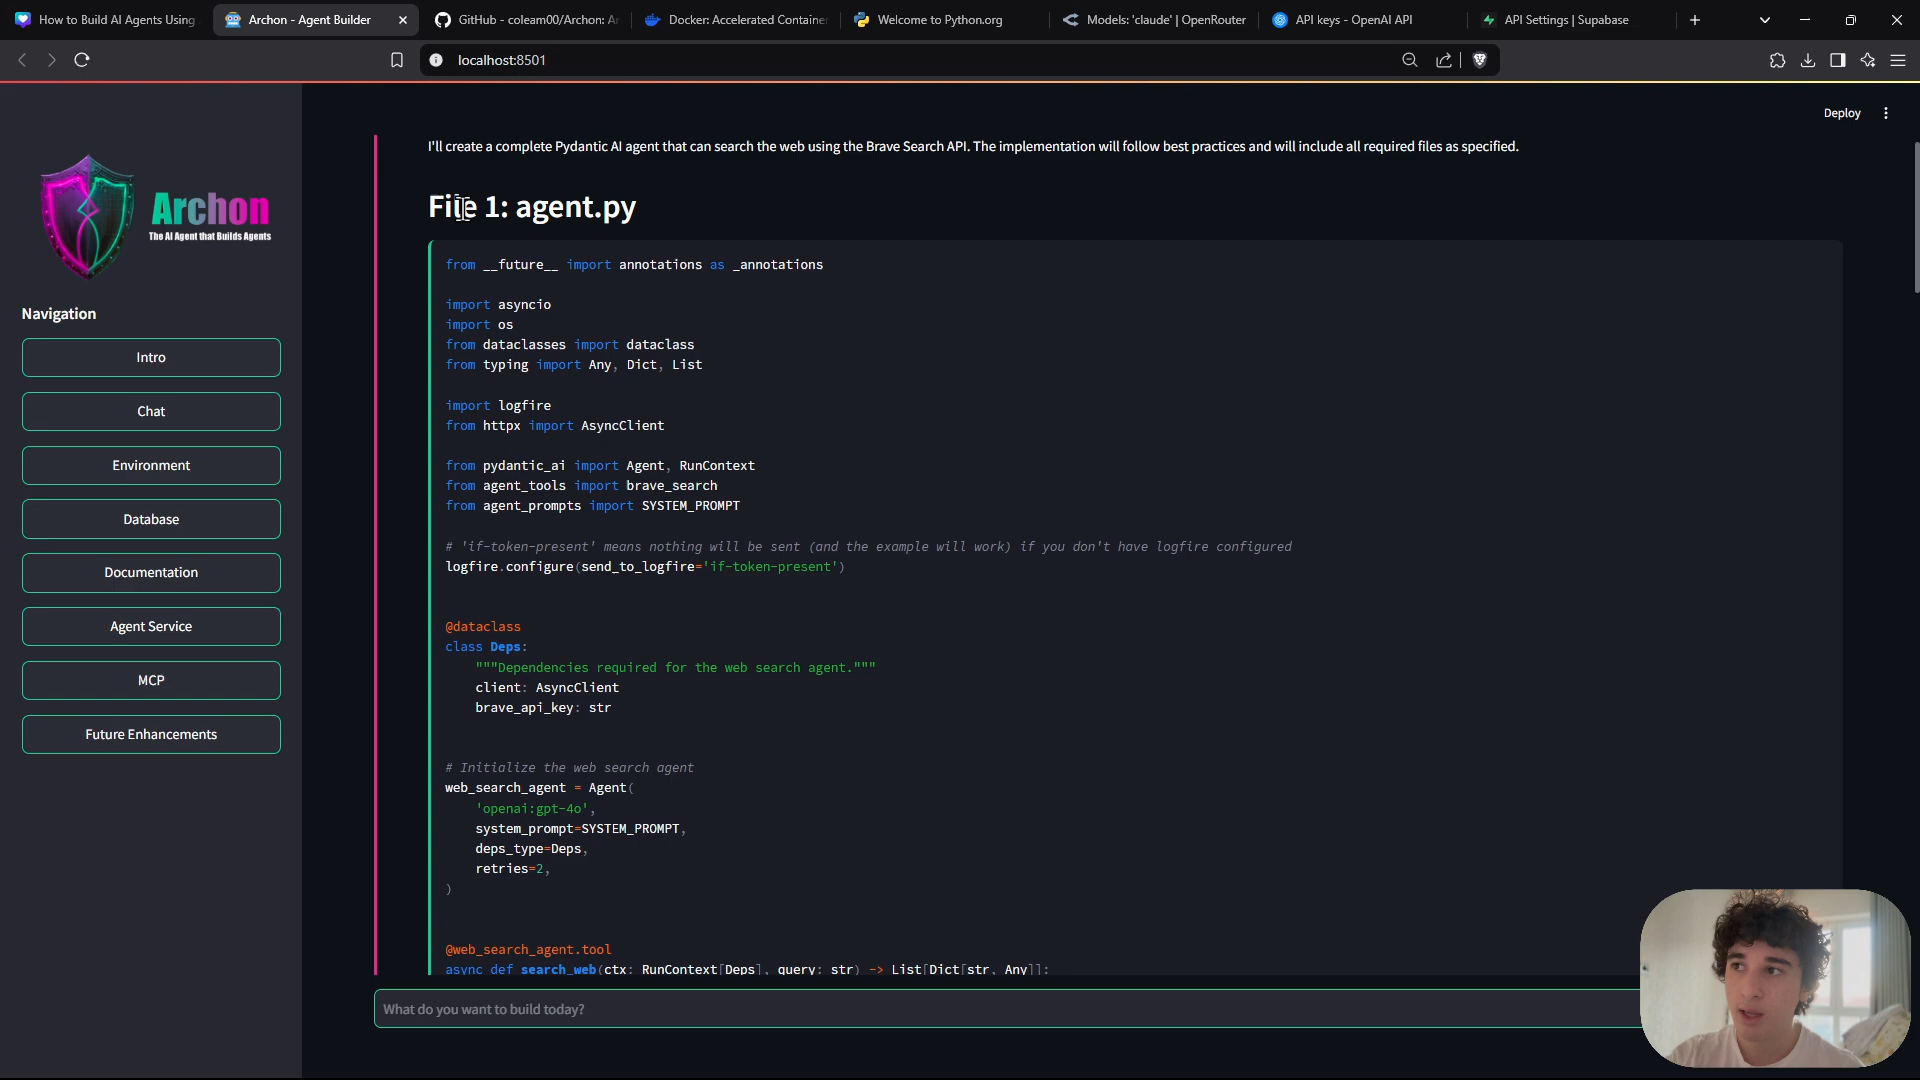 How to Build AI Agents Using
Archon - Agent Builder
GitHub - coleam00/Archon: A
Docker: Accelerated Container
Welcome to Python.org
Models: 'claude' | OpenRouter
API keys - OpenAI API
API Settings | Supabase
localhost:8501
Deploy
Archon
The AI Agent that Builds Agents
Navigation
Intro
Chat
Environment
Database
Documentation
Agent Service
MCP
Future Enhancements
I'll create a complete Pydantic AI agent that can search the web using the Brave Search API. The implementation will follow best practices and will include all required files as specified.
File 1: agent.py
from __future__ import annotations as _annotations
import asyncio
import os
from dataclasses import dataclass
from typing import Any, Dict, List
import logfire
from httpx import AsyncClient
from pydantic_ai import Agent, RunContext
from agent_tools import brave_search
from agent_prompts import SYSTEM_PROMPT
# 'if-token-present' means nothing will be sent (and the example will work) if you don't have logfire configured
logfire.configure(send_to_logfire='if-token-present')
@dataclass
class Deps:
"""Dependencies required for the web search agent."""
client: AsyncClient
brave_api_key: str
# Initialize the web search agent
web_search_agent = Agent(
'openai:gpt-4o',
system_prompt=SYSTEM_PROMPT,
deps_type=Deps,
retries=2,
)
@web_search_agent.tool
async def search_web(ctx: RunContext[Deps], query: str) -> List[Dict[str, Any]]:
What do you want to build today?